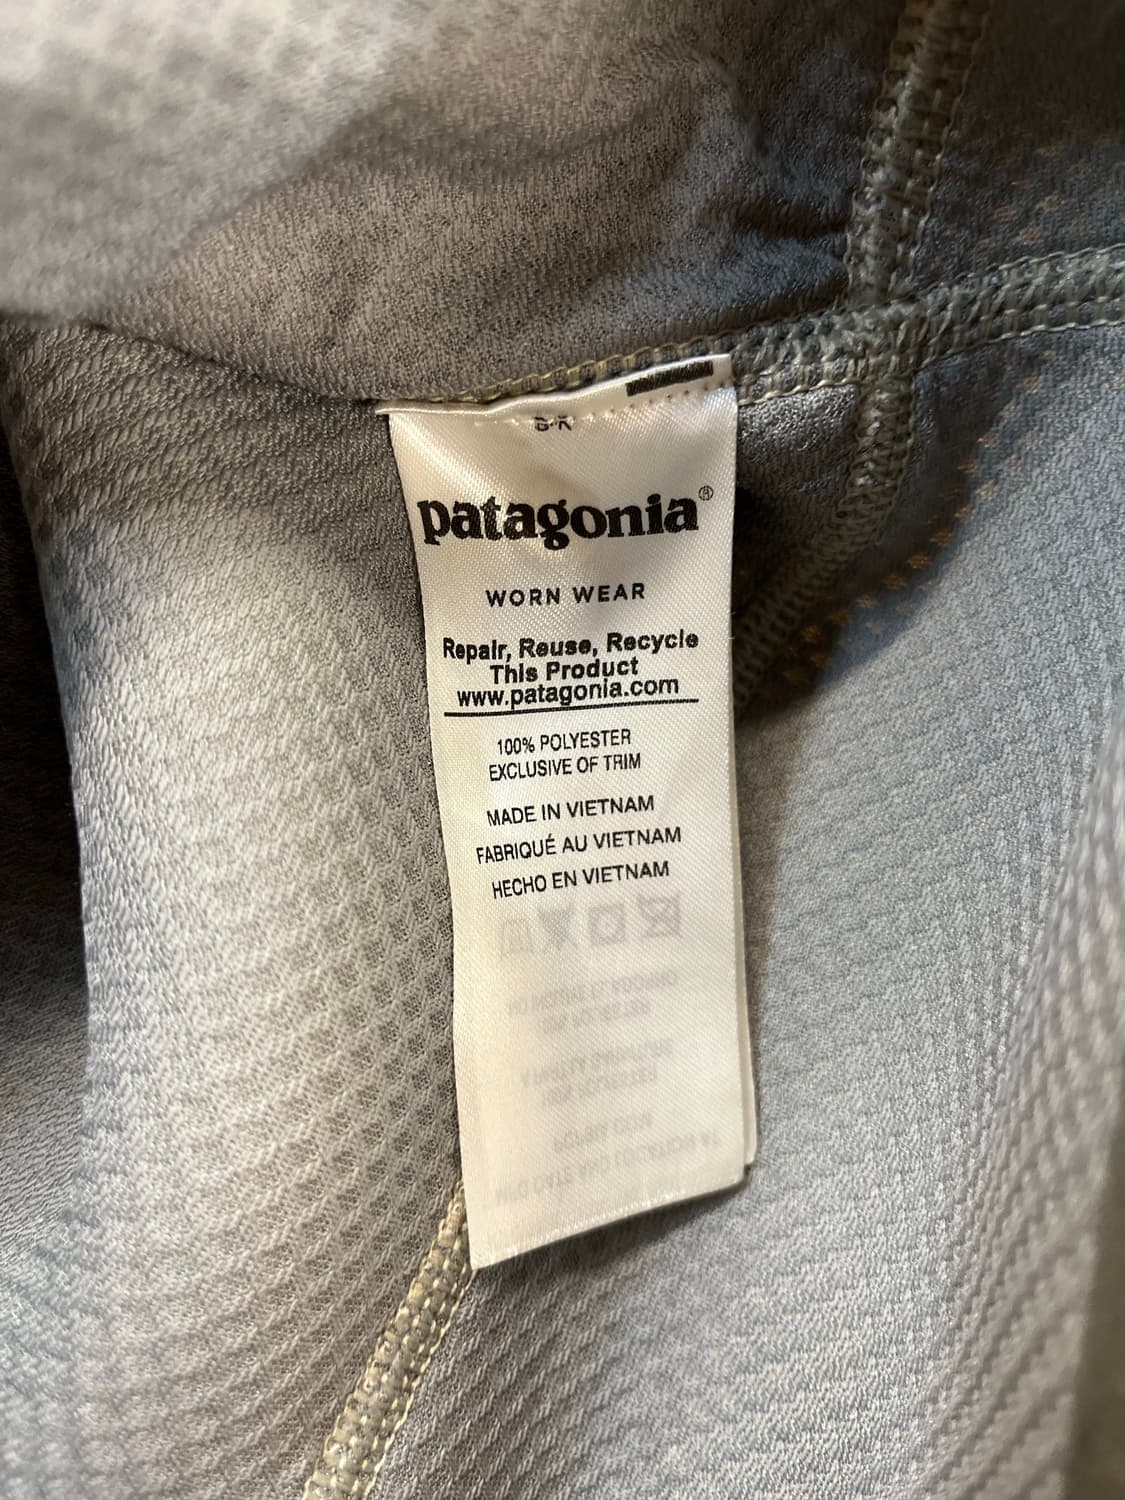 patagonia®
WORN WEAR
Repair, Reuse, Recycle
This Product
www.patagonia.com
100% POLYESTER
EXCLUSIVE OF TRIM
MADE IN VIETNAM
FABRIQUÉ AU VIETNAM
HECHO EN VIETNAM